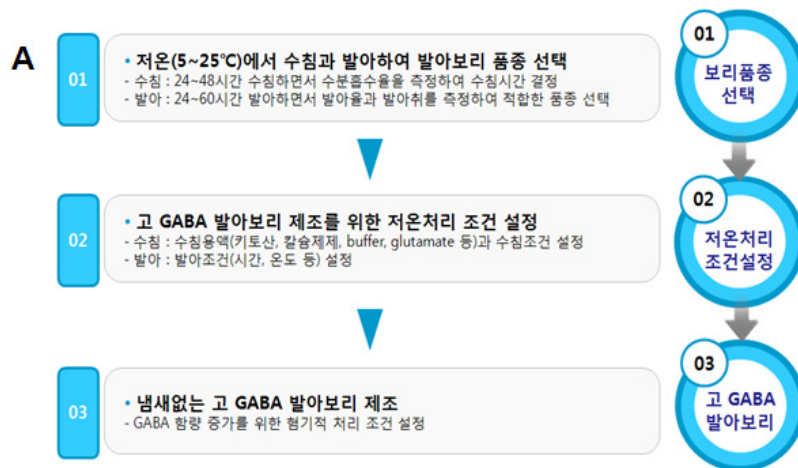 A
01
• 저온(5~25℃)에서 수침과 발아하여 발아보리 품종 선택
- 수침 : 24~48시간 수침하면서 수분흡수율을 측정하여 수침시간 결정
- 발아 : 24~60시간 발아하면서 발아율과 발아취를 측정하여 적합한 품종 선택
01
보리품종
선택
02
• 고 GABA 발아보리 제조를 위한 저온처리 조건 설정
- 수침 : 수침용액(키토산, 칼슘제제, buffer, glutamate 등)과 수침조건 설정
- 발아 : 발아조건(시간, 온도 등) 설정
02
저온처리
조건설정
03
• 냄새없는 고 GABA 발아보리 제조
- GABA 함량 증가를 위한 혐기적 처리 조건 설정
03
고 GABA
발아보리